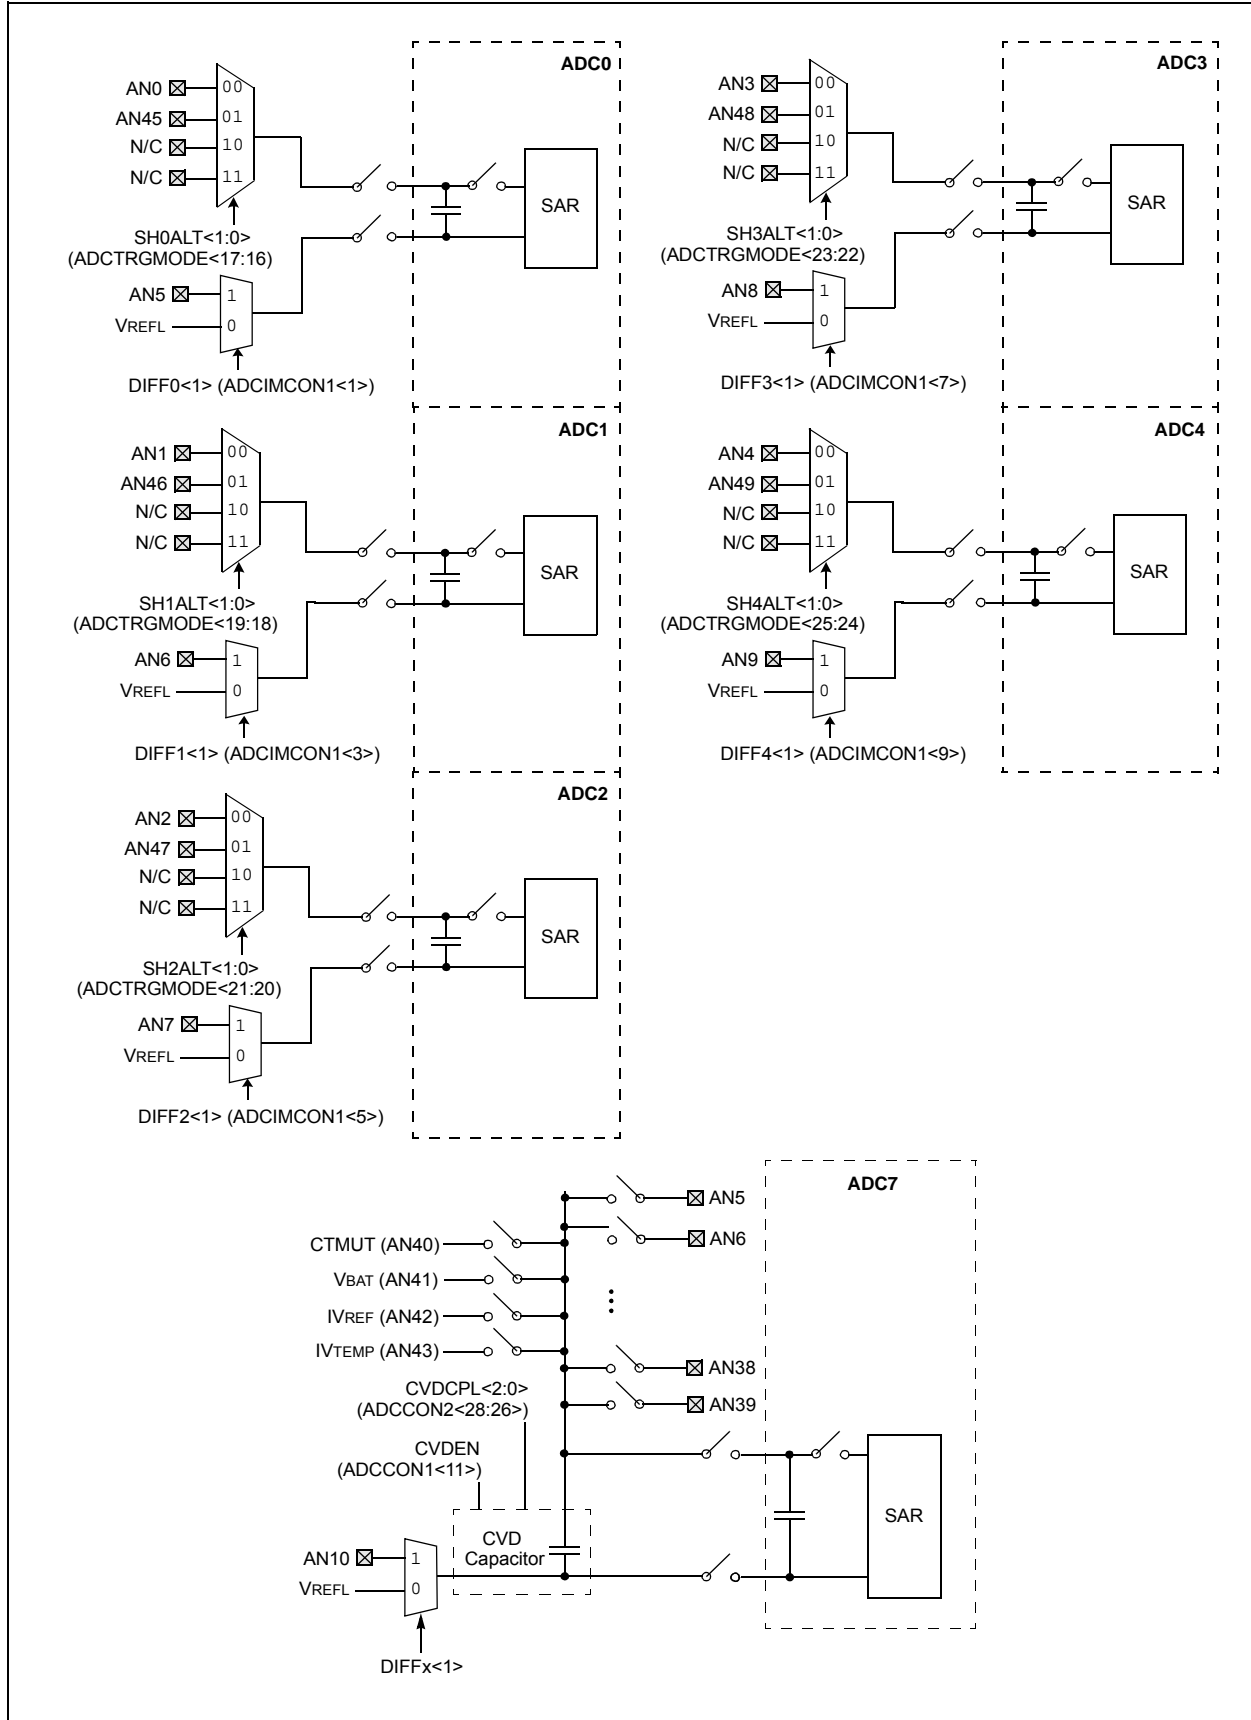 ADC0
AN0
00
AN45
01
N/C
10
N/C
11
SAR
SH0ALT<1:0>
(ADCTRGMODE<17:16)
AN5
1
VREFL
0
DIFF0<1> (ADCIMCON1<1>)
ADC3
AN3
00
AN48
01
N/C
10
N/C
11
SAR
SH3ALT<1:0>
(ADCTRGMODE<23:22)
AN8
1
VREFL
0
DIFF3<1> (ADCIMCON1<7>)
ADC1
AN1
00
AN46
01
N/C
10
N/C
11
SAR
SH1ALT<1:0>
(ADCTRGMODE<19:18)
AN6
1
VREFL
0
DIFF1<1> (ADCIMCON1<3>)
ADC4
AN4
00
AN49
01
N/C
10
N/C
11
SAR
SH4ALT<1:0>
(ADCTRGMODE<25:24)
AN9
1
VREFL
0
DIFF4<1> (ADCIMCON1<9>)
ADC2
AN2
00
AN47
01
N/C
10
N/C
11
SAR
SH2ALT<1:0>
(ADCTRGMODE<21:20)
AN7
1
VREFL
0
DIFF2<1> (ADCIMCON1<5>)
ADC7
AN5
AN6
CTMUT (AN40)
VBAT (AN41)
IVREF (AN42)
IVTEMP (AN43)
AN38
AN39
CVDCPL<2:0>
(ADCCON2<28:26>)
CVDEN
(ADCCON1<11>)
SAR
CVD
Capacitor
AN10
1
VREFL
0
DIFFx<1>